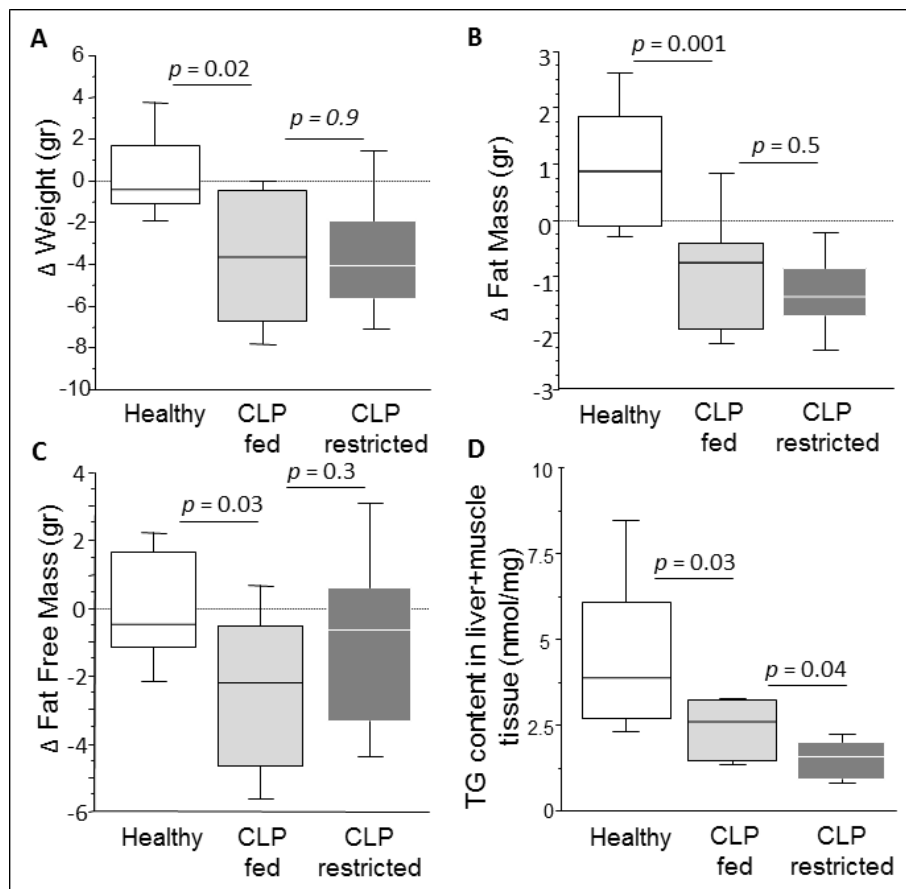 A
6
4
2
0
-2
-4
-6
-8
-10
Δ Weight (gr)
p = 0.02
p = 0.9
Healthy
CLP
fed
CLP
restricted
B
3
2
1
0
-1
-2
-3
Δ Fat Mass (gr)
p = 0.001
p = 0.5
Healthy
CLP
fed
CLP
restricted
C
4
2
0
-2
-4
-6
Δ Fat Free Mass (gr)
p = 0.03
p = 0.3
Healthy
CLP
fed
CLP
restricted
D
10
7.5
5
2.5
0
TG content in liver+muscle
tissue (nmol/mg)
p = 0.03
p = 0.04
Healthy
CLP
fed
CLP
restricted